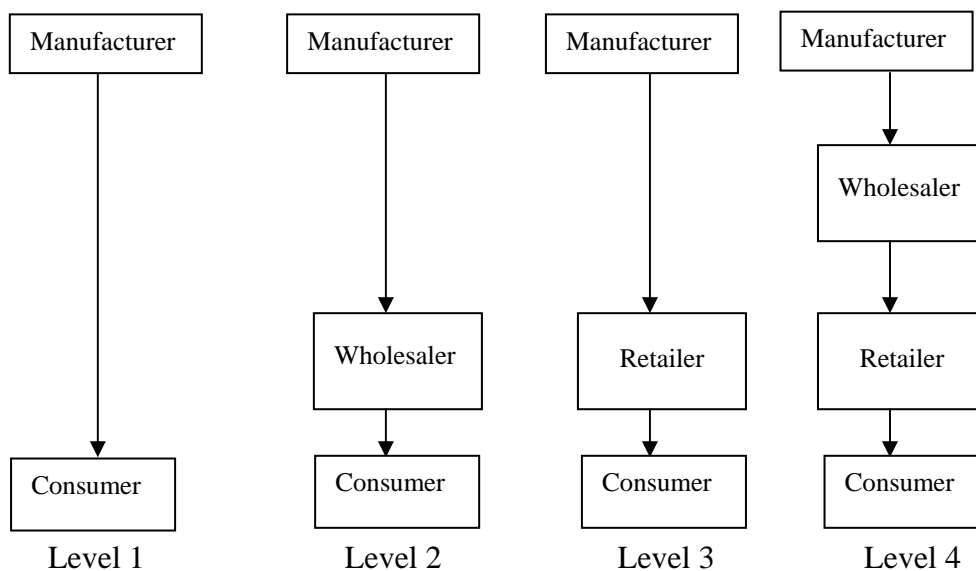 Manufacturer
Manufacturer
Manufacturer
Manufacturer
Wholesaler
Wholesaler
Retailer
Retailer
Consumer
Consumer
Consumer
Consumer
Level 1
Level 2
Level 3
Level 4